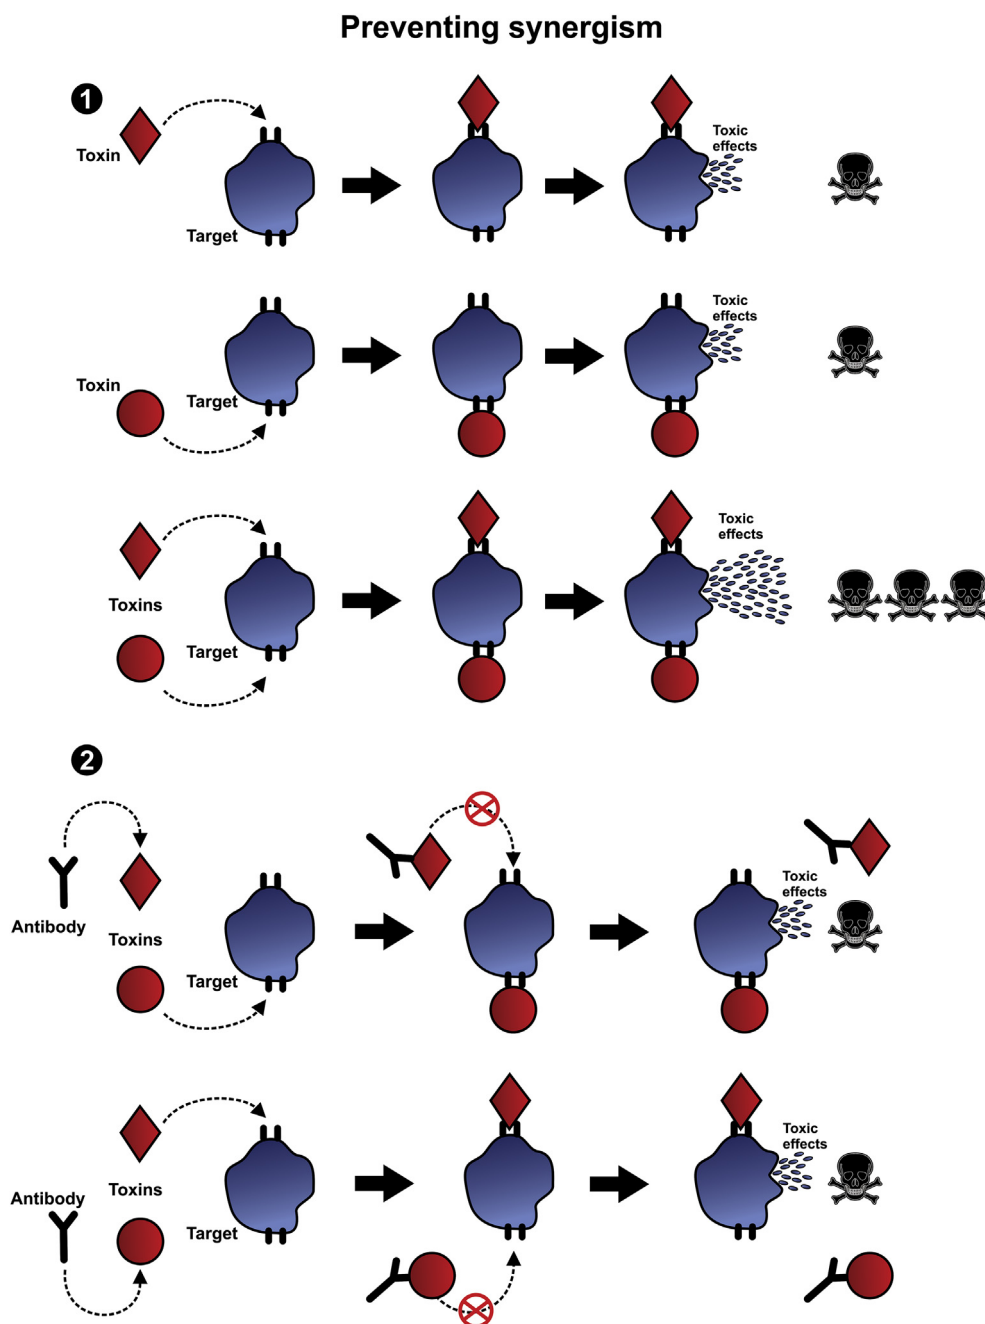 Preventing synergism
1
Toxin
Target
Toxic
effects
Toxin
Target
Toxic
effects
Toxins
Target
Toxic
effects
2
Antibody
Toxins
Target
Toxic
effects
Antibody
Toxins
Target
Toxic
effects